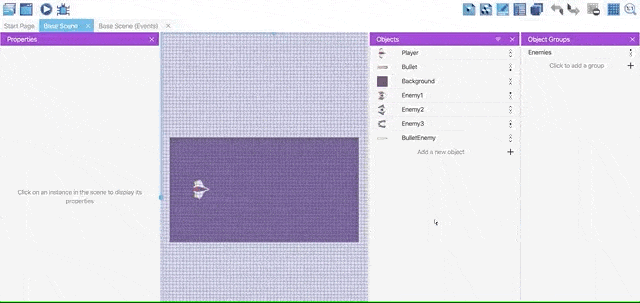 Start Page
Base Scene
Base Scene (Events)
Properties
Click on an instance in the scene to display its
properties
Objects
Player
Bullet
Background
Enemy1
Enemy2
Enemy3
BulletEnemy
Add a new object
Object Groups
Enemies
Click to add a group